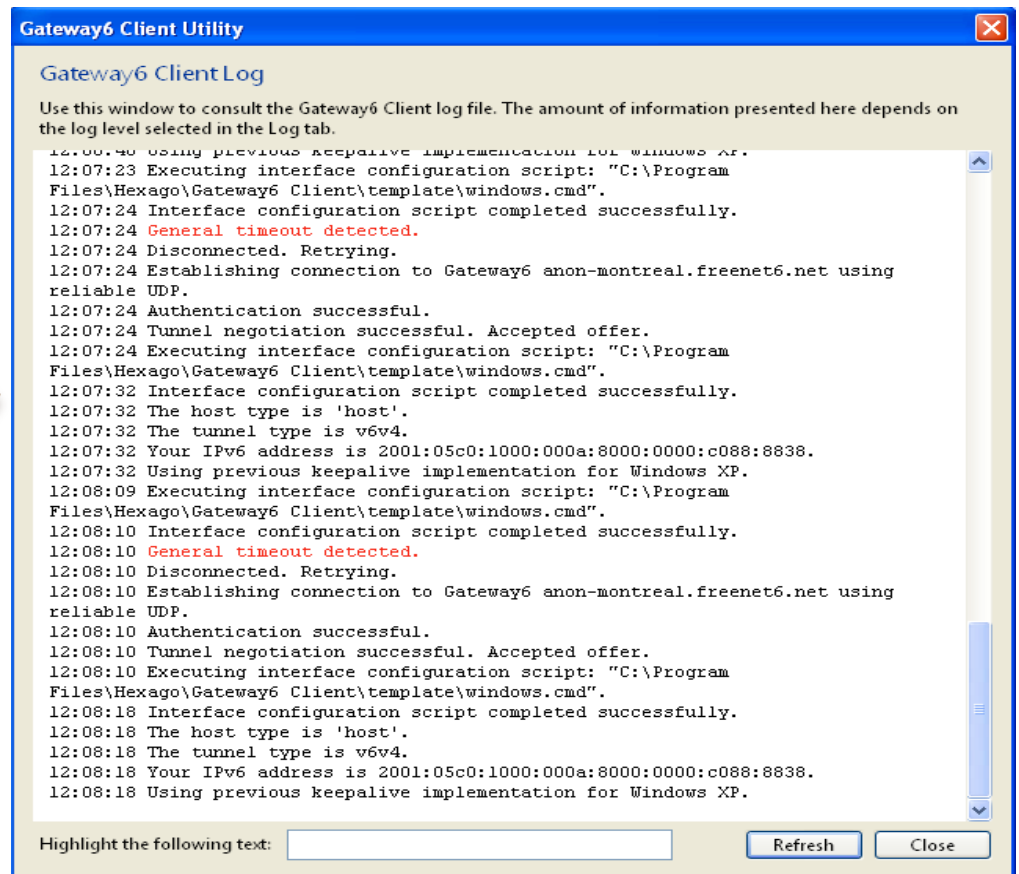 Gateway6 Client Utility
Gateway6 Client Log
Use this window to consult the Gateway6 Client log file. The amount of information presented here depends on
the log level selected in the Log tab.
12:06:46 Using previous keepalive implementation for Windows XP.
12:07:23 Executing interface configuration script: "C:\Program
Files\Hexago\Gateway6 Client\template\windows.cmd".
12:07:24 Interface configuration script completed successfully.
12:07:24 General timeout detected.
12:07:24 Disconnected. Retrying.
12:07:24 Establishing connection to Gateway6 anon-montreal.freenet6.net using
reliable UDP.
12:07:24 Authentication successful.
12:07:24 Tunnel negotiation successful. Accepted offer.
12:07:24 Executing interface configuration script: "C:\Program
Files\Hexago\Gateway6 Client\template\windows.cmd".
12:07:32 Interface configuration script completed successfully.
12:07:32 The host type is 'host'.
12:07:32 The tunnel type is v6v4.
12:07:32 Your IPv6 address is 2001:05c0:1000:000a:8000:0000:c088:8838.
12:07:32 Using previous keepalive implementation for Windows XP.
12:08:09 Executing interface configuration script: "C:\Program
Files\Hexago\Gateway6 Client\template\windows.cmd".
12:08:10 Interface configuration script completed successfully.
12:08:10 General timeout detected.
12:08:10 Disconnected. Retrying.
12:08:10 Establishing connection to Gateway6 anon-montreal.freenet6.net using
reliable UDP.
12:08:10 Authentication successful.
12:08:10 Tunnel negotiation successful. Accepted offer.
12:08:10 Executing interface configuration script: "C:\Program
Files\Hexago\Gateway6 Client\template\windows.cmd".
12:08:18 Interface configuration script completed successfully.
12:08:18 The host type is 'host'.
12:08:18 The tunnel type is v6v4.
12:08:18 Your IPv6 address is 2001:05c0:1000:000a:8000:0000:c088:8838.
12:08:18 Using previous keepalive implementation for Windows XP.
Highlight the following text:
Refresh
Close